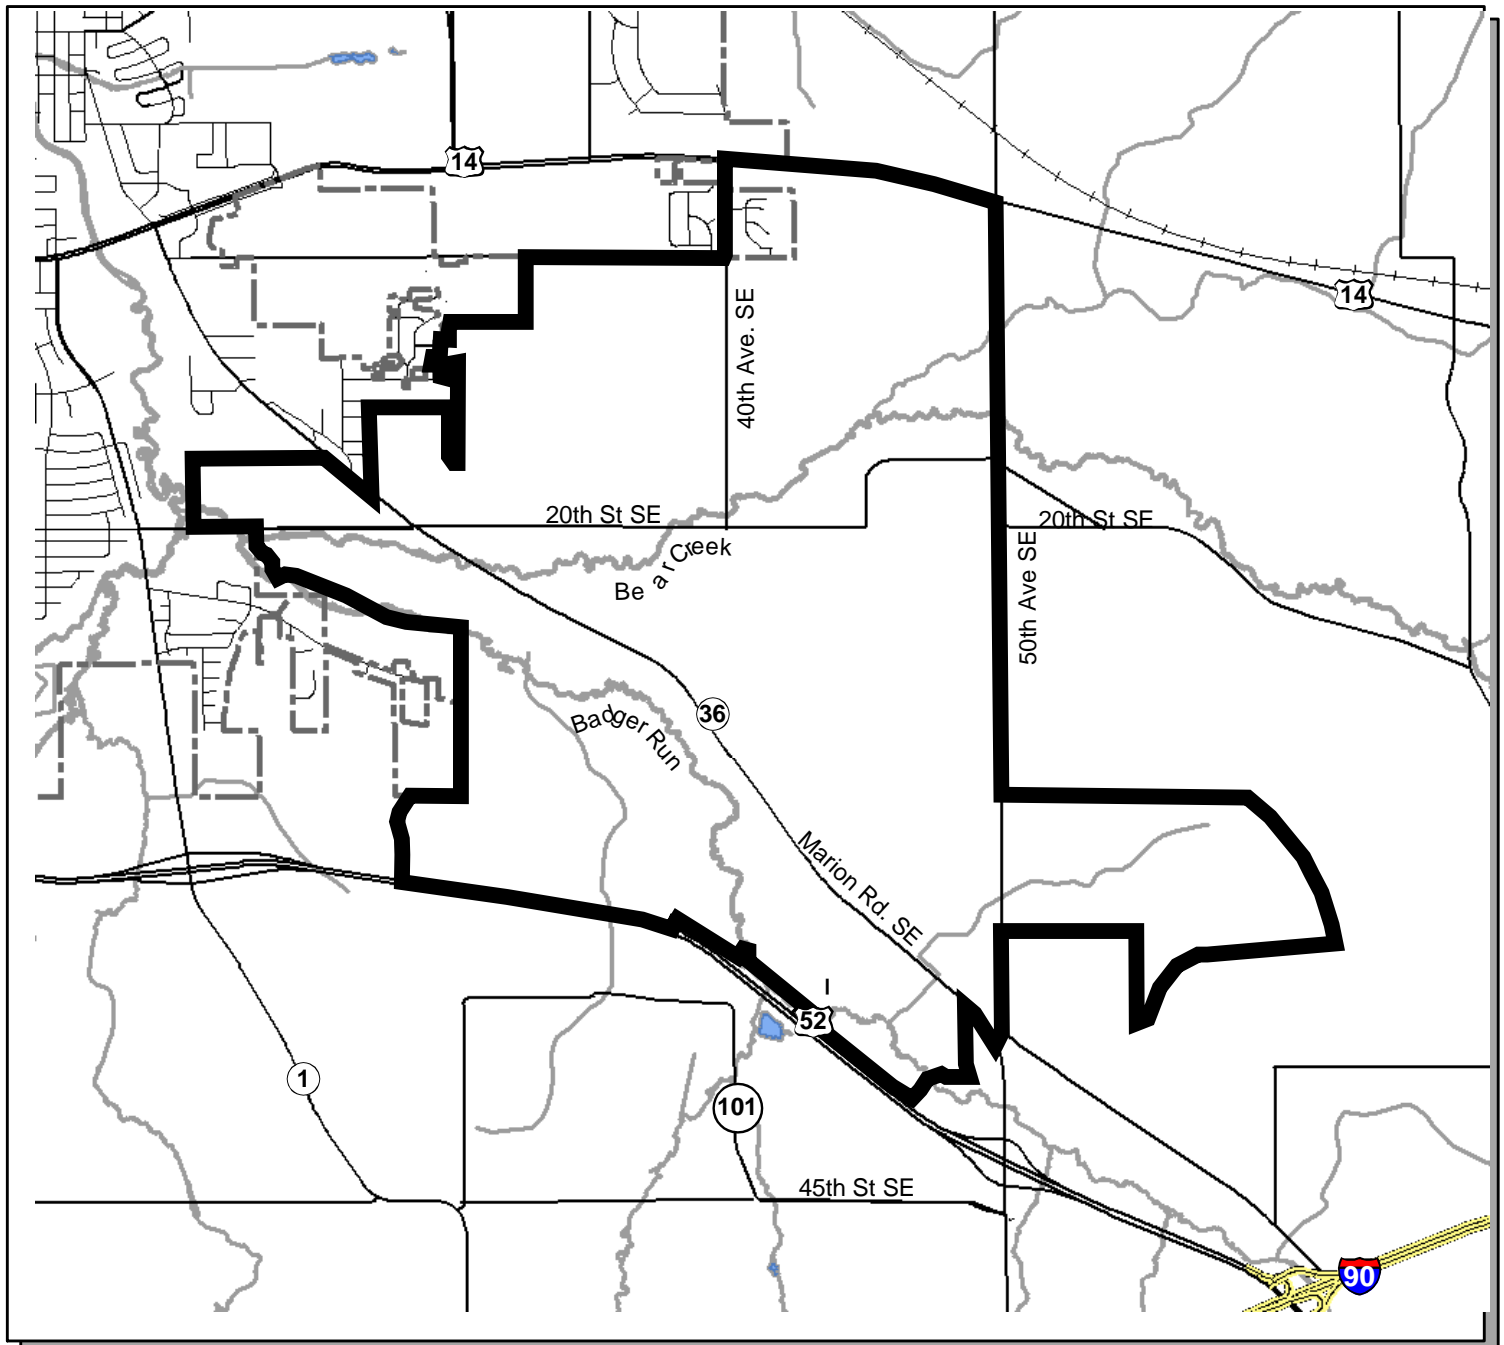 14
14
40th Ave. SE
20th St SE
20th St SE
Bear Creek
50th Ave SE
36
Badger Run
Marion Rd. SE
52
1
101
45th St SE
90